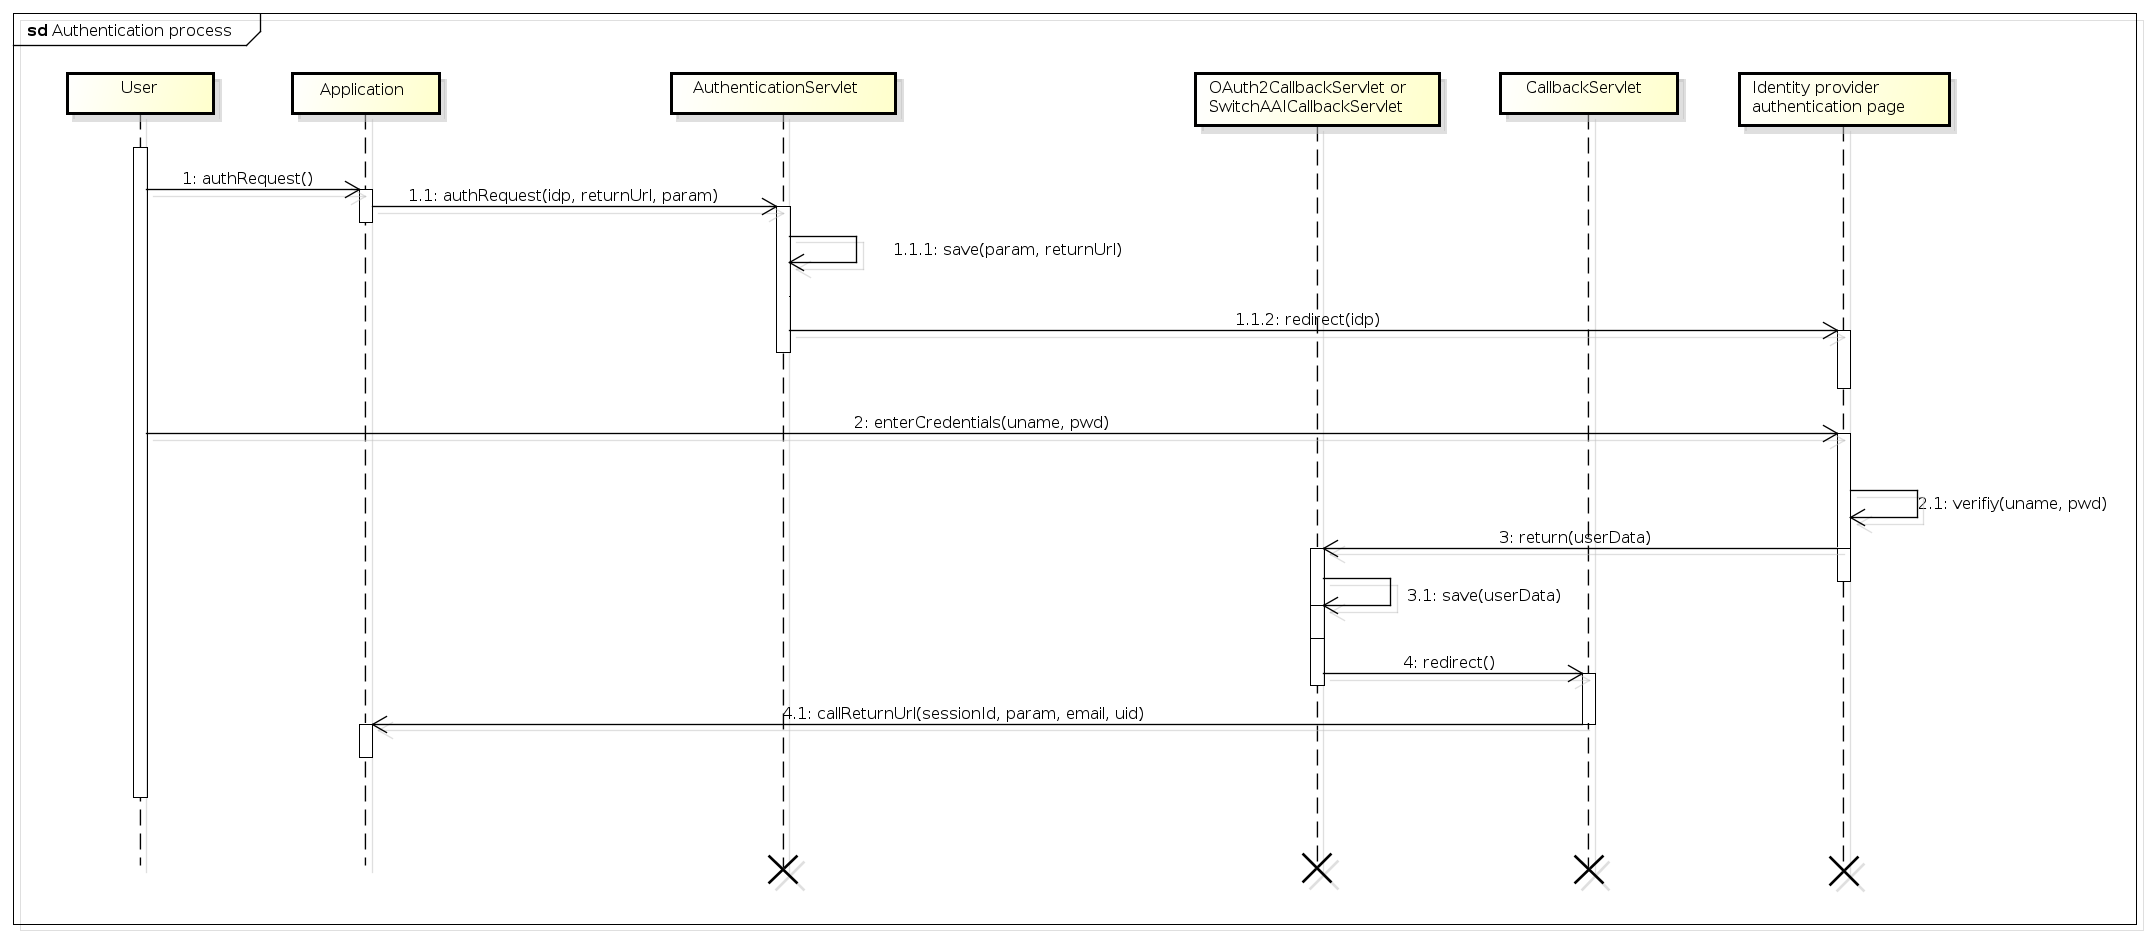 sd Authentication process
User
Application
AuthenticationServlet
OAuth2CallbackServlet or
SwitchAAICallbackServlet
CallbackServlet
Identity provider
authentication page
1: authRequest()
1.1: authRequest(idp, returnUrl, param)
1.1.1: save(param, returnUrl)
1.1.2: redirect(idp)
2: enterCredentials(uname, pwd)
2.1: verifiy(uname, pwd)
3: return(userData)
3.1: save(userData)
4: redirect()
4.1: callReturnUrl(sessionId, param, email, uid)